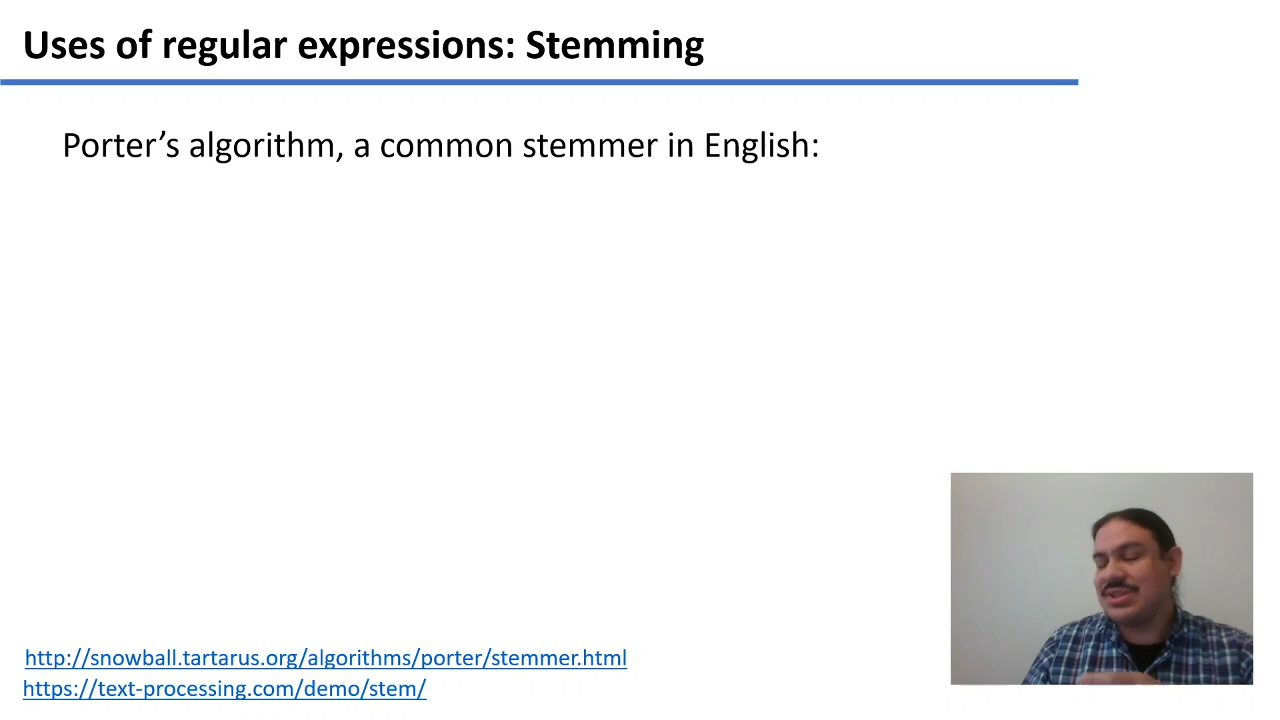 Uses of regular expressions: Stemming
Porter’s algorithm, a common stemmer in English:
http://snowball.tartarus.org/algorithms/porter/stemmer.html
https://text-processing.com/demo/stem/